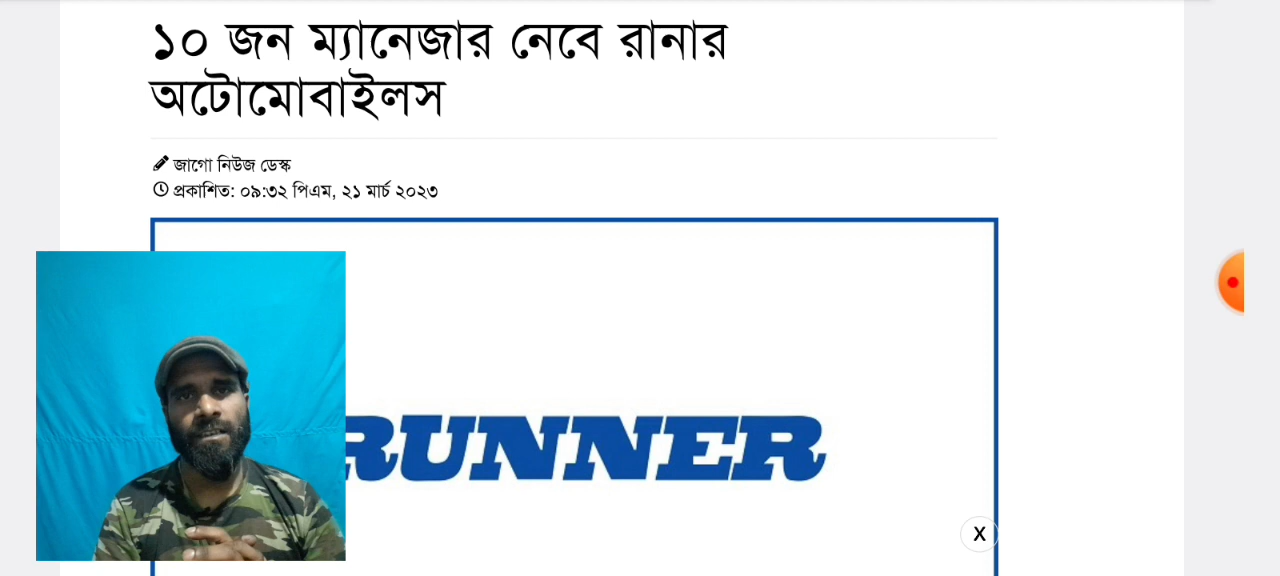 ১০ জন ম্যানেজার নেবে রানার
অটোমোবাইলস
জাগো নিউজ ডেস্ক
প্রকাশিত: ০৯:৩২ পিএম, ২১ মার্চ ২০২৩
RUNNER
X